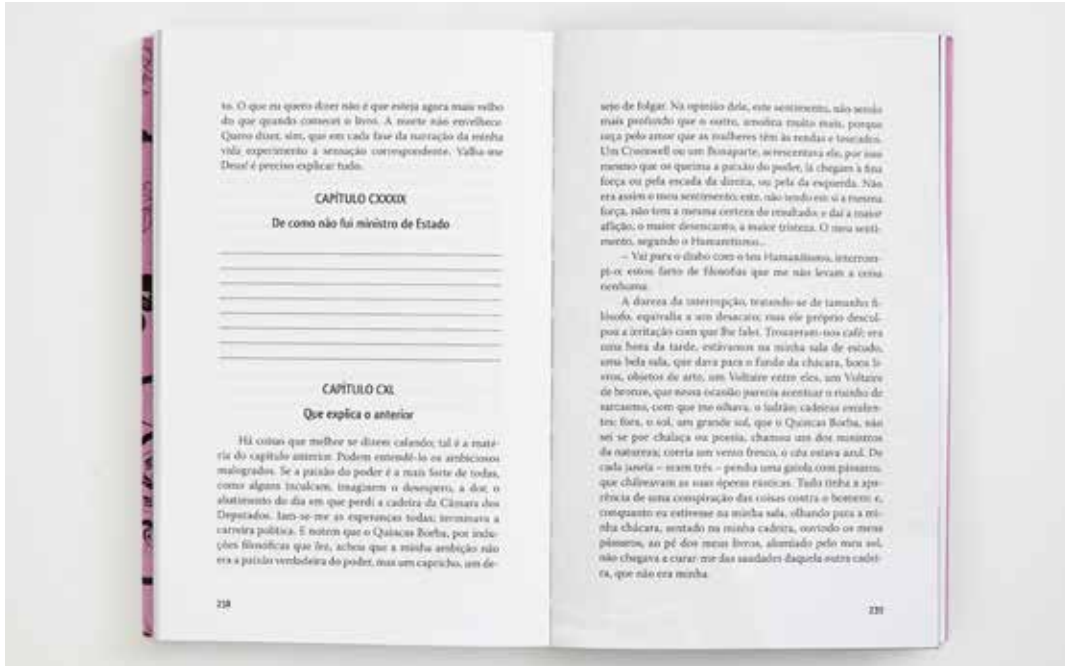 to. O que eu quero dizer não é que esteja agora mais velho
do que quando comecei o livro. A morte não envelhece.
Quero dizer, sim, que em cada fase da narração da minha
vida experimento a sensação correspondente. Valha-me
Deus! é preciso explicar tudo.
CAPÍTULO CXXXIX
De como não fui ministro de Estado
CAPÍTULO CXL
Que explica o anterior
Há coisas que melhor se dizem calando; tal é a maté-
ria do capítulo anterior. Podem entendê-lo os ambiciosos
malogrados. Se a paixão do poder é a mais forte de todas,
como alguns inculcam, imaginem o desespero, a dor, o
abatimento do dia em que perdi a cadeira da Câmara dos
Deputados. Iam-se-me as esperanças todas; terminava a
carreira política. E notem que o Quincas Borba, por indu-
ções filosóficas que fez, achou que a minha ambição não
era a paixão verdadeira do poder, mas um capricho, um de-
238
sejo de folgar. Na opinião dele, este sentimento, não sendo
mais profundo que o outro, amofina muito mais, porque
orça pelo amor que as mulheres têm às rendas e toucados.
Um Cromwell ou um Bonaparte, acrescentava ele, por isso
mesmo que os queima a paixão do poder, lá chegam à fina
força ou pela escada da direita, ou pela da esquerda. Não
era assim o meu sentimento; este, não tendo em si a mesma
força, não tem a mesma certeza do resultado; e daí a maior
aflição, o maior desencanto, a maior tristeza. O meu senti-
mento, segundo o Humanitismo...
– Vai para o diabo com o teu Humanitismo, interrom-
pi-o; estou farto de filosofias que me não levam a coisa
nenhuma.
A dureza da interrupção, tratando-se de tamanho fi-
lósofo, equivalia a um desacato; mas ele próprio descul-
pou a irritação com que lhe falei. Trouxeram-nos café; era
uma hora da tarde, estávamos na minha sala de estudo,
uma bela sala, que dava para o fundo da chácara, bons li-
vros, objetos de arte, um Voltaire entre eles, um Voltaire
de bronze, que nessa ocasião parecia acentuar o risinho de
sarcasmo, com que me olhava, o ladrão; cadeiras excelen-
tes; fora, o sol, um grande sol, que o Quincas Borba, não
sei se por chalaça ou poesia, chamou um dos ministros
da natureza; corria um vento fresco, o céu estava azul. De
cada janela – eram três – pendia uma gaiola com pássaros,
que chilreavam as suas óperas rústicas. Tudo tinha a apa-
rência de uma conspiração das coisas contra o homem: e,
conquanto eu estivesse na minha sala, olhando para a mi-
nha chácara, sentado na minha cadeira, ouvindo os meus
pássaros, ao pé dos meus livros, alumiado pelo meu sol,
não chegava a curar-me das saudades daquela outra cadei-
ra, que não era minha.
239